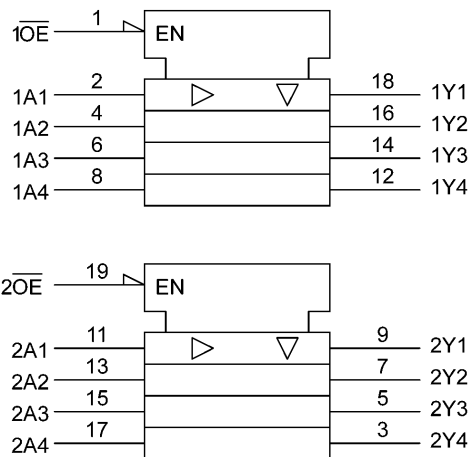 1OE 1 EN
1A1 2 18 1Y1
1A2 4 16 1Y2
1A3 6 14 1Y3
1A4 8 12 1Y4
2OE 19 EN
2A1 11 9 2Y1
2A2 13 7 2Y2
2A3 15 5 2Y3
2A4 17 3 2Y4